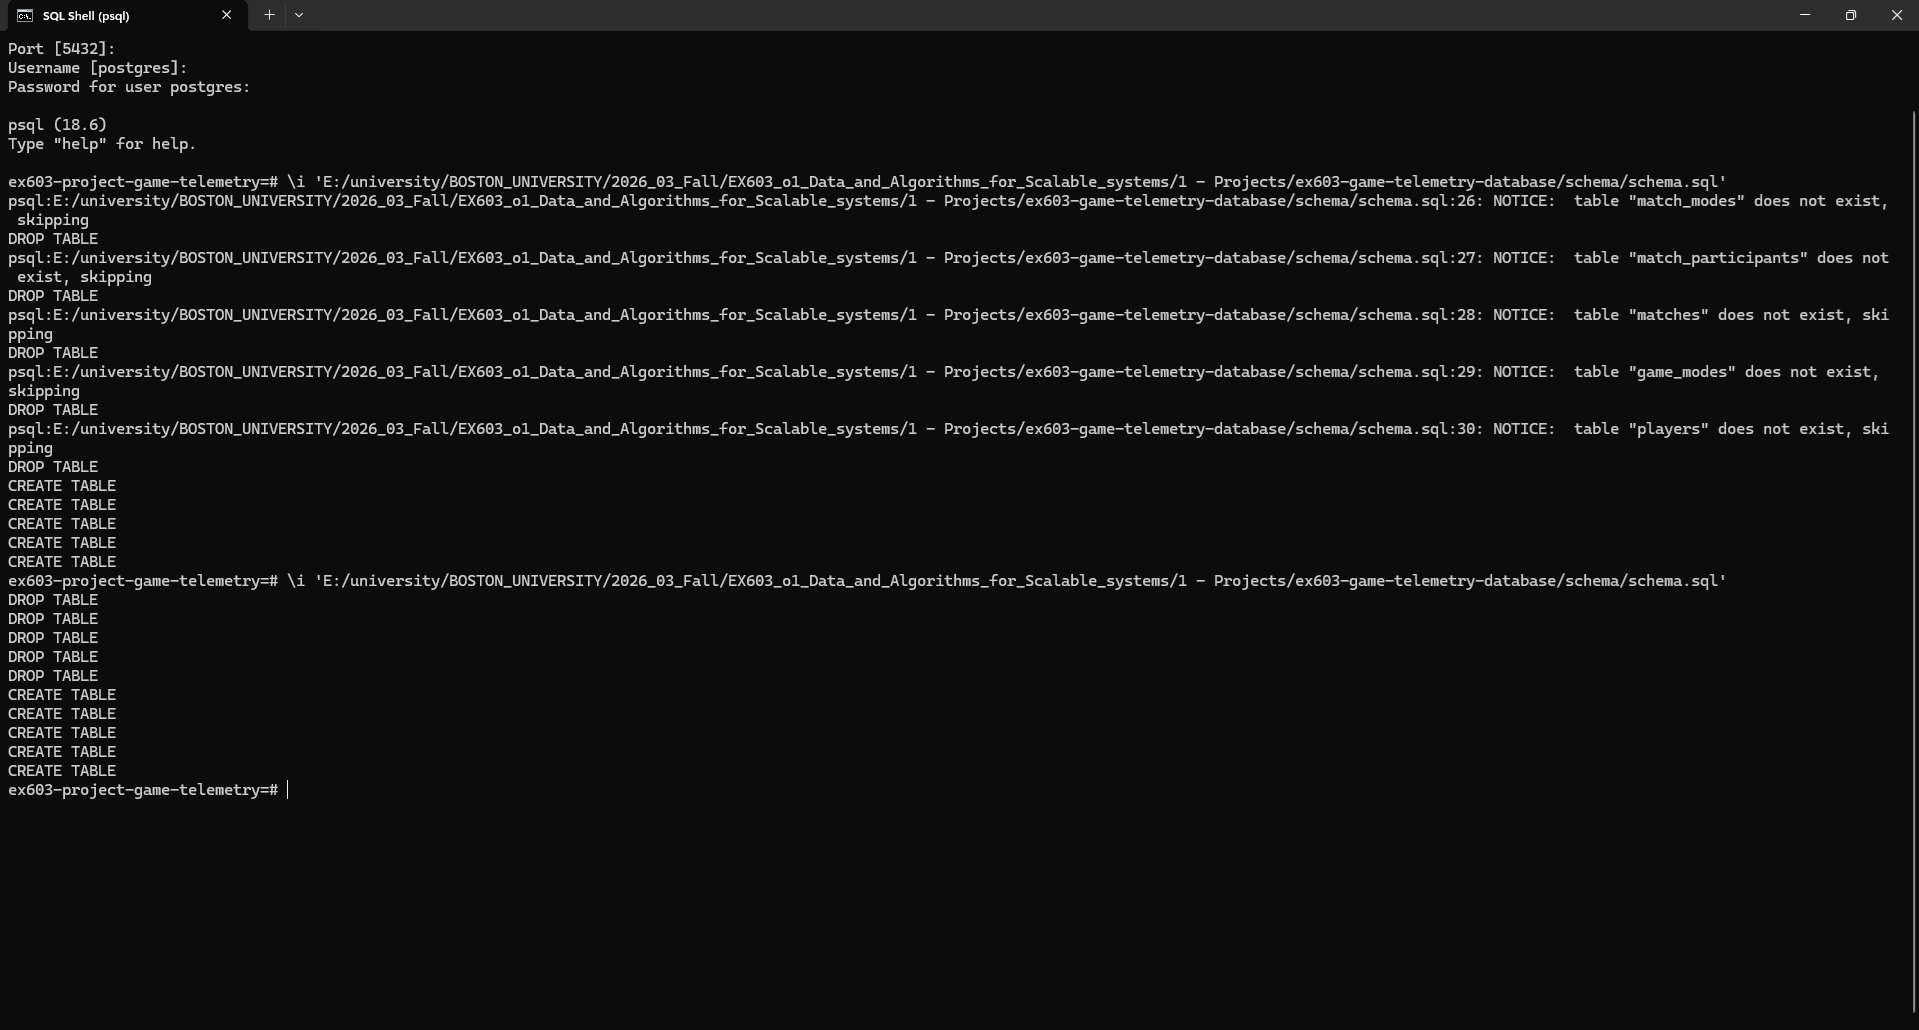 SQL Shell (psql)
Port [5432]:
Username [postgres]:
Password for user postgres:
psql (18.6)
Type "help" for help.
ex603-project-game-telemetry=# \i 'E:/university/BOSTON_UNIVERSITY/2026_03_Fall/EX603_o1_Data_and_Algorithms_for_Scalable_systems/1 - Projects/ex603-game-telemetry-database/schema/schema.sql'
psql:E:/university/BOSTON_UNIVERSITY/2026_03_Fall/EX603_o1_Data_and_Algorithms_for_Scalable_systems/1 - Projects/ex603-game-telemetry-database/schema/schema.sql:26: NOTICE:  table "match_modes" does not exist,
 skipping
DROP TABLE
psql:E:/university/BOSTON_UNIVERSITY/2026_03_Fall/EX603_o1_Data_and_Algorithms_for_Scalable_systems/1 - Projects/ex603-game-telemetry-database/schema/schema.sql:27: NOTICE:  table "match_participants" does not
 exist, skipping
DROP TABLE
psql:E:/university/BOSTON_UNIVERSITY/2026_03_Fall/EX603_o1_Data_and_Algorithms_for_Scalable_systems/1 - Projects/ex603-game-telemetry-database/schema/schema.sql:28: NOTICE:  table "matches" does not exist, ski
pping
DROP TABLE
psql:E:/university/BOSTON_UNIVERSITY/2026_03_Fall/EX603_o1_Data_and_Algorithms_for_Scalable_systems/1 - Projects/ex603-game-telemetry-database/schema/schema.sql:29: NOTICE:  table "game_modes" does not exist,
skipping
DROP TABLE
psql:E:/university/BOSTON_UNIVERSITY/2026_03_Fall/EX603_o1_Data_and_Algorithms_for_Scalable_systems/1 - Projects/ex603-game-telemetry-database/schema/schema.sql:30: NOTICE:  table "players" does not exist, ski
pping
DROP TABLE
CREATE TABLE
CREATE TABLE
CREATE TABLE
CREATE TABLE
CREATE TABLE
ex603-project-game-telemetry=# \i 'E:/university/BOSTON_UNIVERSITY/2026_03_Fall/EX603_o1_Data_and_Algorithms_for_Scalable_systems/1 - Projects/ex603-game-telemetry-database/schema/schema.sql'
DROP TABLE
DROP TABLE
DROP TABLE
DROP TABLE
DROP TABLE
CREATE TABLE
CREATE TABLE
CREATE TABLE
CREATE TABLE
CREATE TABLE
ex603-project-game-telemetry=#